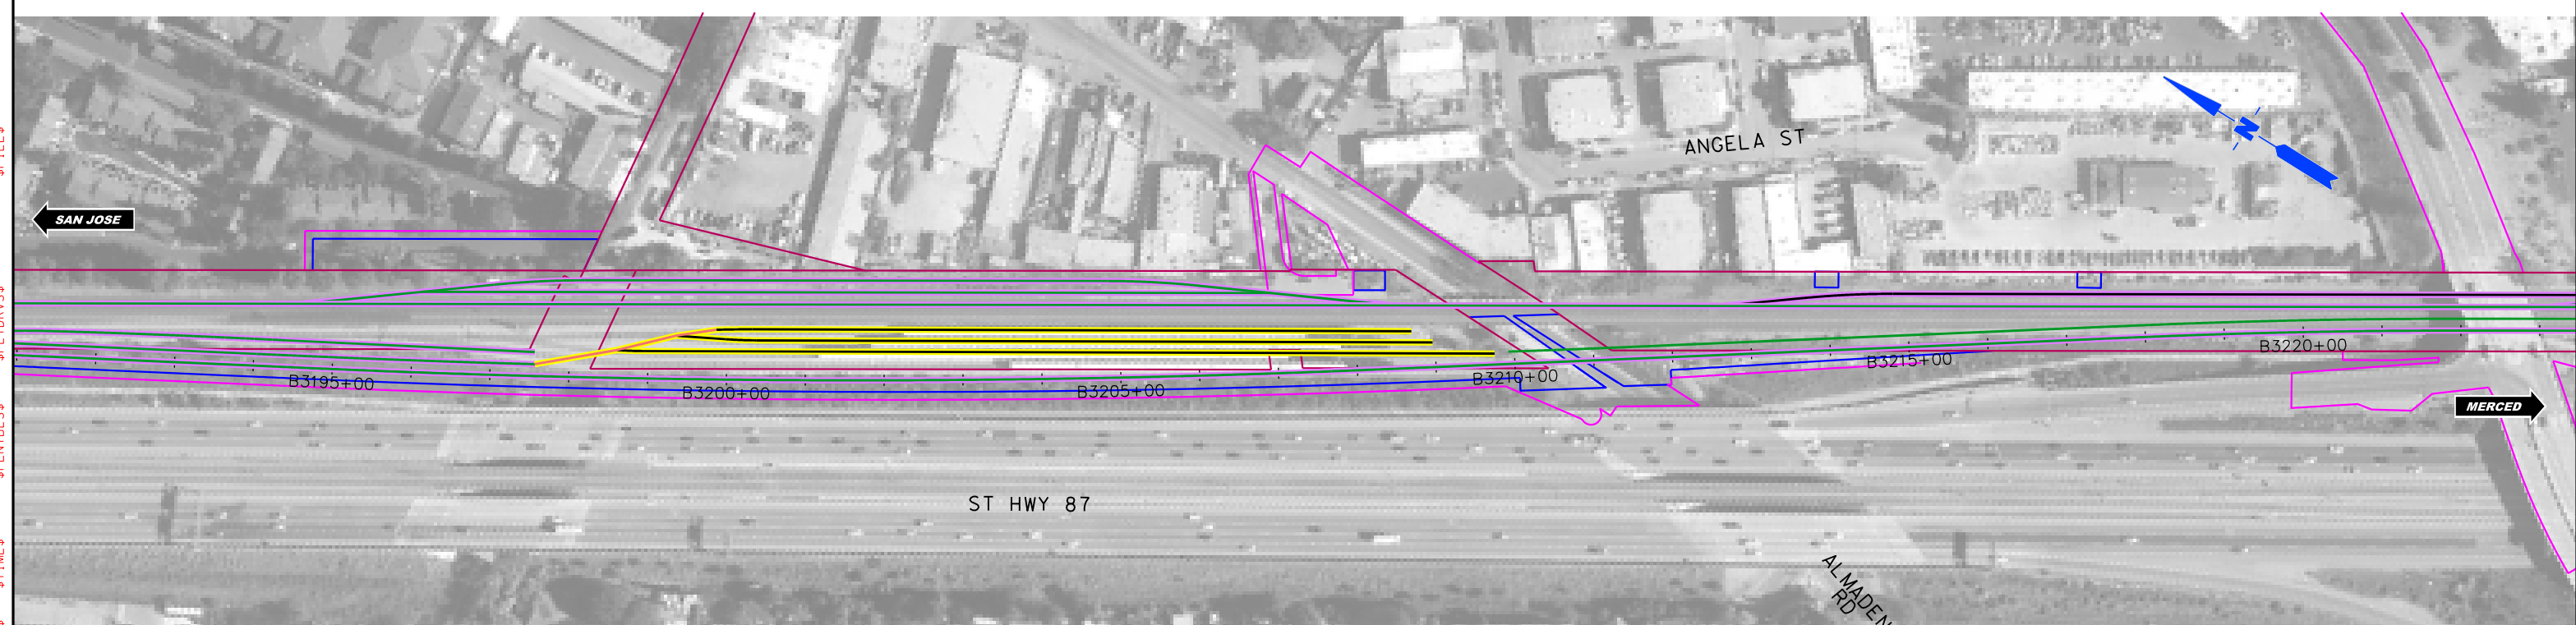 ANGELA ST
N
SAN JOSE
B3195+00
B3200+00
B3205+00
B3210+00
B3215+00
B3220+00
MERCED
ST HWY 87
ALMADEN
RD